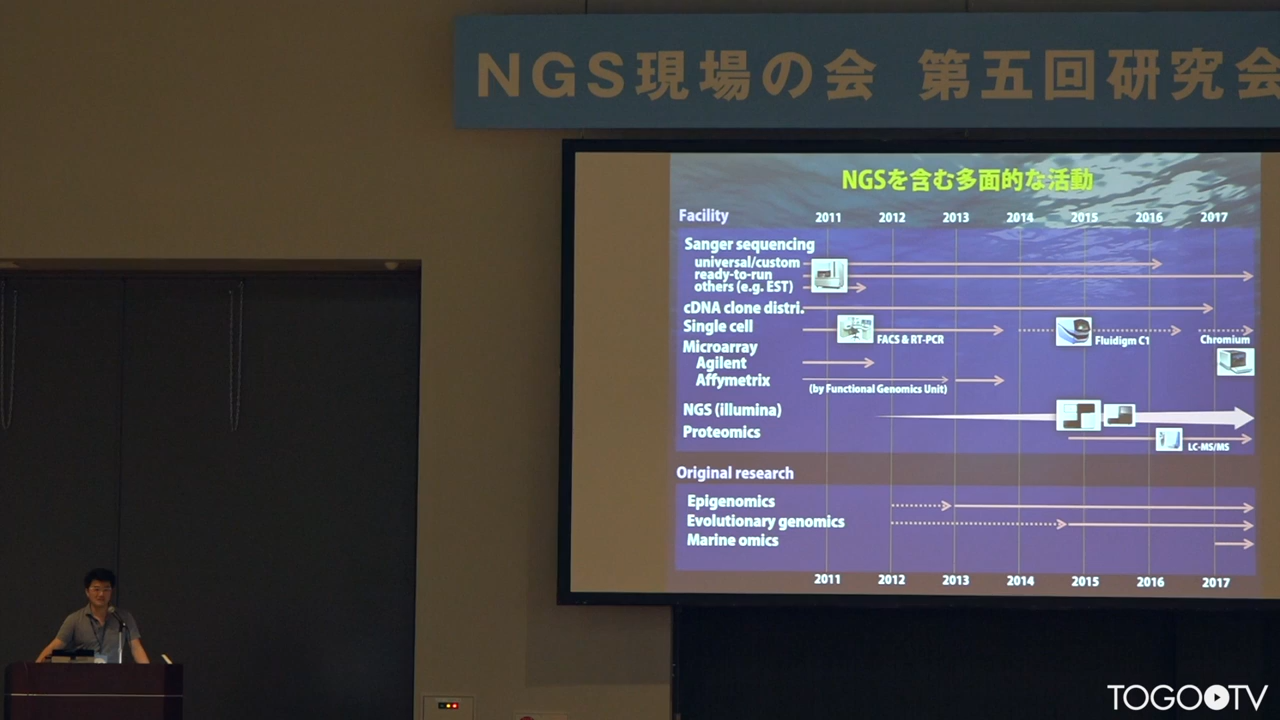 NGS現場の会 第五回研究会
NGSを含む多面的な活動
Facility 2011 2012 2013 2014 2015 2016 2017
Sanger sequencing
universal/custom
ready-to-run
others (e.g. EST)
cDNA clone distri.
Single cell
FACS & RT-PCR
Fluidigm C1
Chromium
Microarray
Agilent
Affymetrix
(by Functional Genomics Unit)
NGS (illumina)
Proteomics
LC-MS/MS
Original research
Epigenomics
Evolutionary genomics
Marine omics
2011 2012 2013 2014 2015 2016 2017
TOGO TV